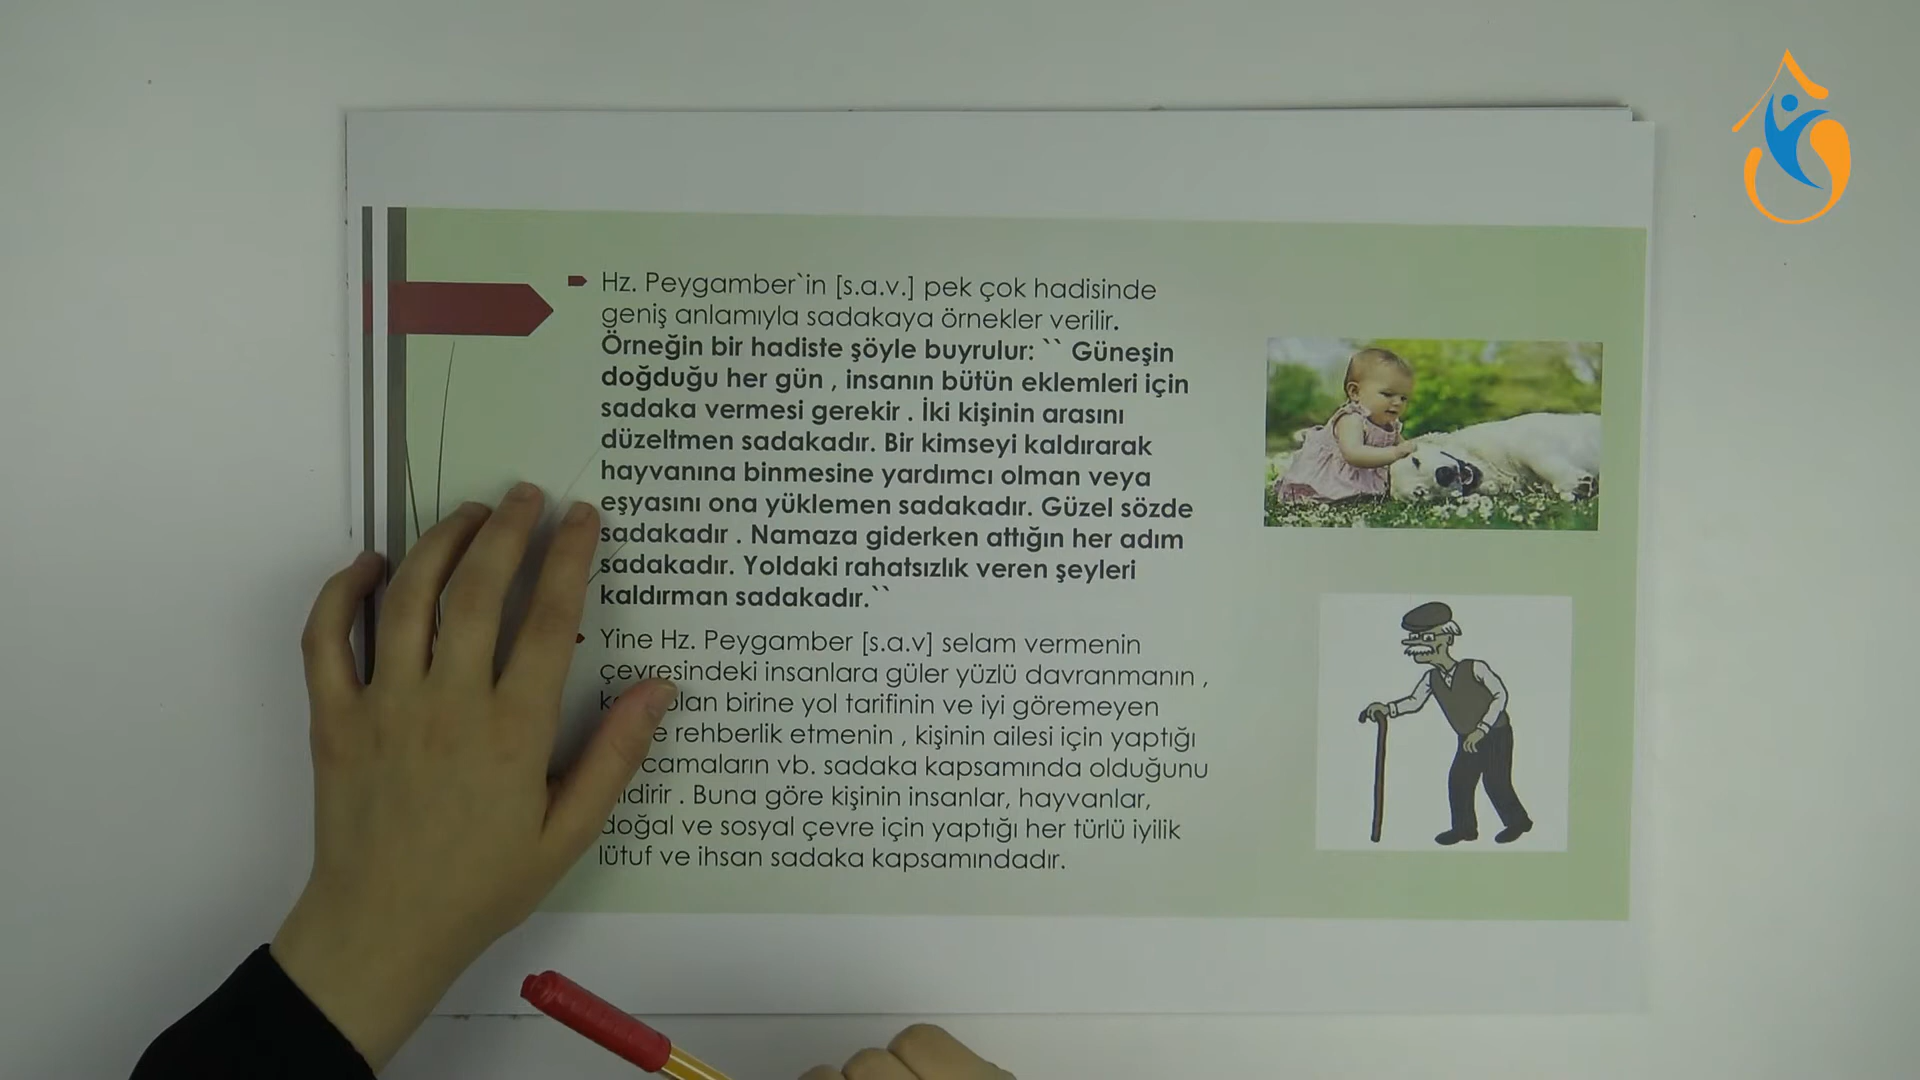 Hz. Peygamber`in [s.a.v.] pek çok hadisinde
geniş anlamıyla sadakaya örnekler verilir.
Örneğin bir hadiste şöyle buyrulur: `` Güneşin
doğduğu her gün , insanın bütün eklemleri için
sadaka vermesi gerekir . İki kişinin arasını
düzeltmen sadakadır. Bir kimseyi kaldırarak
hayvanına binmesine yardımcı olman veya
eşyasını ona yüklemen sadakadır. Güzel sözde
sadakadır . Namaza giderken attığın her adım
sadakadır. Yoldaki rahatsızlık veren şeyleri
kaldırman sadakadır.``
Yine Hz. Peygamber [s.a.v] selam vermenin
çevresindeki insanlara güler yüzlü davranmanın ,
olan birine yol tarifinin ve iyi göremeyen
rehberlik etmenin , kişinin ailesi için yaptığı
vb. sadaka kapsamında olduğunu
. Buna göre kişinin insanlar, hayvanlar,
doğal ve sosyal çevre için yaptığı her türlü iyilik
lütuf ve ihsan sadaka kapsamındadır.